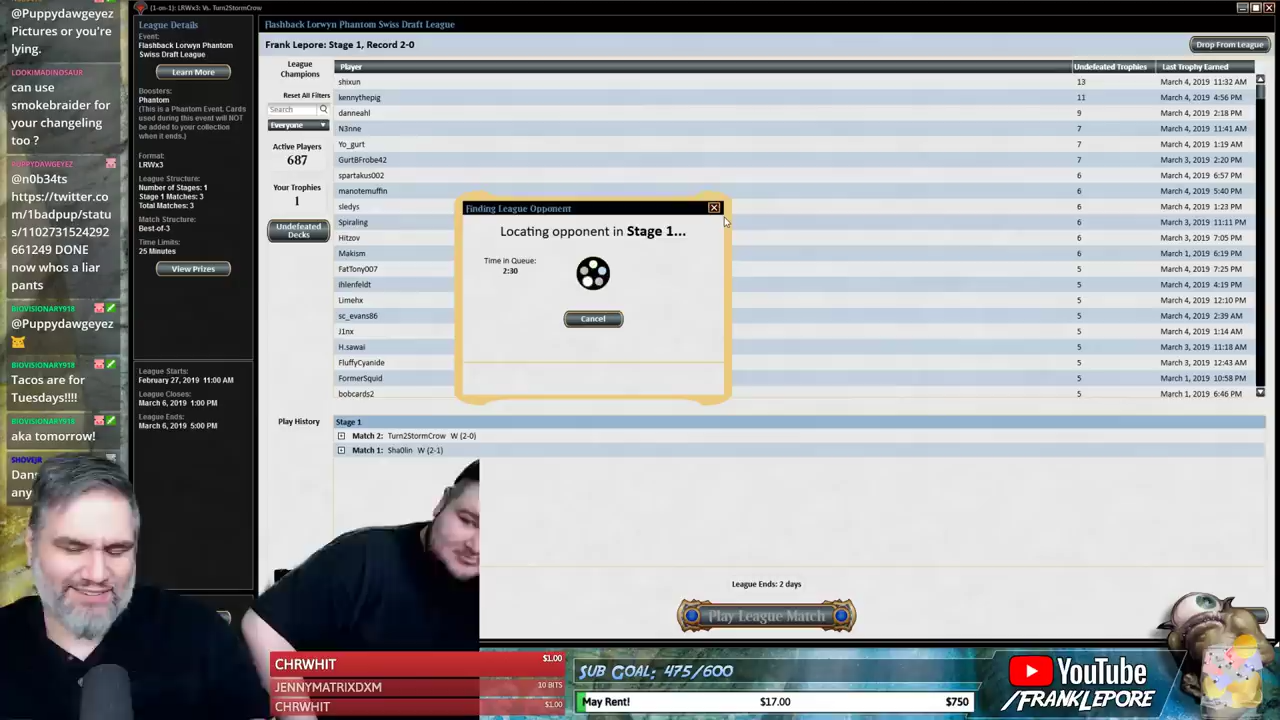 @Puppydawgeyez
Pictures or you're
lying.
LOOKIMADINOSAUR
can use
smokebraider for
your changeling
too ?
PUPPYDAWGEYEZ
@n0b34ts
https://twitter.co
m/1badpup/statu
s/1102731524492
661249 DONE
now whos a liar
pants
BIOVISIONARY918
@Puppydawgeyez
BIOVISIONARY918
Tacos are for
Tuesdays!!!!
BIOVISIONARY918
aka tomorrow!
SHOVEJR
any
(1-on-1): LRWx3: Vs. Turn2StormCrow
League Details
Event:
Flashback Lorwyn Phantom
Swiss Draft League
Learn More
Boosters:
Phantom
(This is a Phantom Event. Cards
used during this event will NOT
be added to your collection
when it ends.)
Format:
LRWx3
League Structure:
Number of Stages: 1
Stage 1 Matches: 3
Total Matches: 3
Match Structure:
Best-of-3
Time Limits:
25 Minutes
View Prizes
League Starts:
February 27, 2019 11:00 AM
League Closes:
March 6, 2019 1:00 PM
League Ends:
March 6, 2019 5:00 PM
Flashback Lorwyn Phantom Swiss Draft League
Frank Lepore: Stage 1, Record 2-0
Drop From League
League
Champions
Reset All Filters
Search
Everyone
Active Players
687
Your Trophies
1
Undefeated
Decks
Player Undefeated Trophies Last Trophy Earned
shixun 13 March 4, 2019 11:32 AM
kennythepig 11 March 4, 2019 4:56 PM
danneahl 9 March 4, 2019 2:18 PM
N3nne 7 March 4, 2019 11:41 AM
Yo_gurt 7 March 4, 2019 1:19 AM
GurtBFrobe42 7 March 3, 2019 2:20 PM
spartakus002 6 March 4, 2019 6:57 PM
manotemuffin 6 March 4, 2019 5:40 PM
sledys 6 March 4, 2019 1:23 PM
Spiraling 6 March 3, 2019 11:11 PM
Hitzov 6 March 3, 2019 7:05 PM
Makism 6 March 1, 2019 6:19 PM
FatTony007 5 March 4, 2019 7:25 PM
ihlenfeldt 5 March 4, 2019 4:19 PM
Limehx 5 March 4, 2019 12:10 PM
sc_evans86 5 March 4, 2019 2:39 AM
J1nx 5 March 4, 2019 1:14 AM
H.sawai 5 March 3, 2019 11:18 AM
FluffyCyanide 5 March 3, 2019 12:43 AM
FormerSquid 5 March 1, 2019 10:58 PM
bobcards2 5 March 1, 2019 6:46 PM
Finding League Opponent
Locating opponent in Stage 1...
Time in Queue:
2:30
Cancel
Play History
Stage 1
Match 2: Turn2StormCrow W (2-0)
Match 1: Sha0lin W (2-1)
League Ends: 2 days
Play League Match
CHRWHIT $1.00
JENNYMATRIXDXM 10 BITS
CHRWHIT $1.00
SUB GOAL: 475/600
May Rent! $17.00 $750
YouTube
/FRANKLEPORE